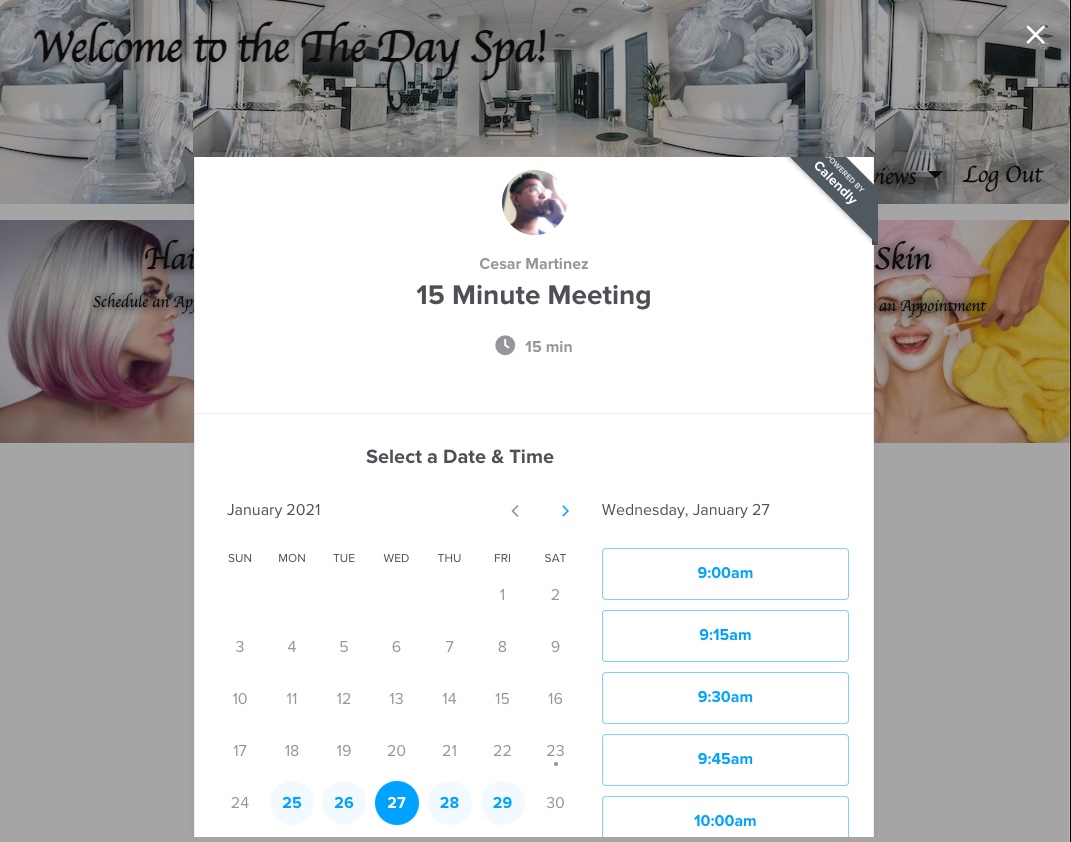 Welcome to the The Day Spa!
POWERED BY
Calendly
Log Out
Cesar Martinez
15 Minute Meeting
15 min
Hai
Schedule an Ap
Skin
an Appointment
Select a Date & Time
January 2021
Wednesday, January 27
SUN MON TUE WED THU FRI SAT
1 2
3 4 5 6 7 8 9
10 11 12 13 14 15 16
17 18 19 20 21 22 23
24 25 26 27 28 29 30
9:00am
9:15am
9:30am
9:45am
10:00am